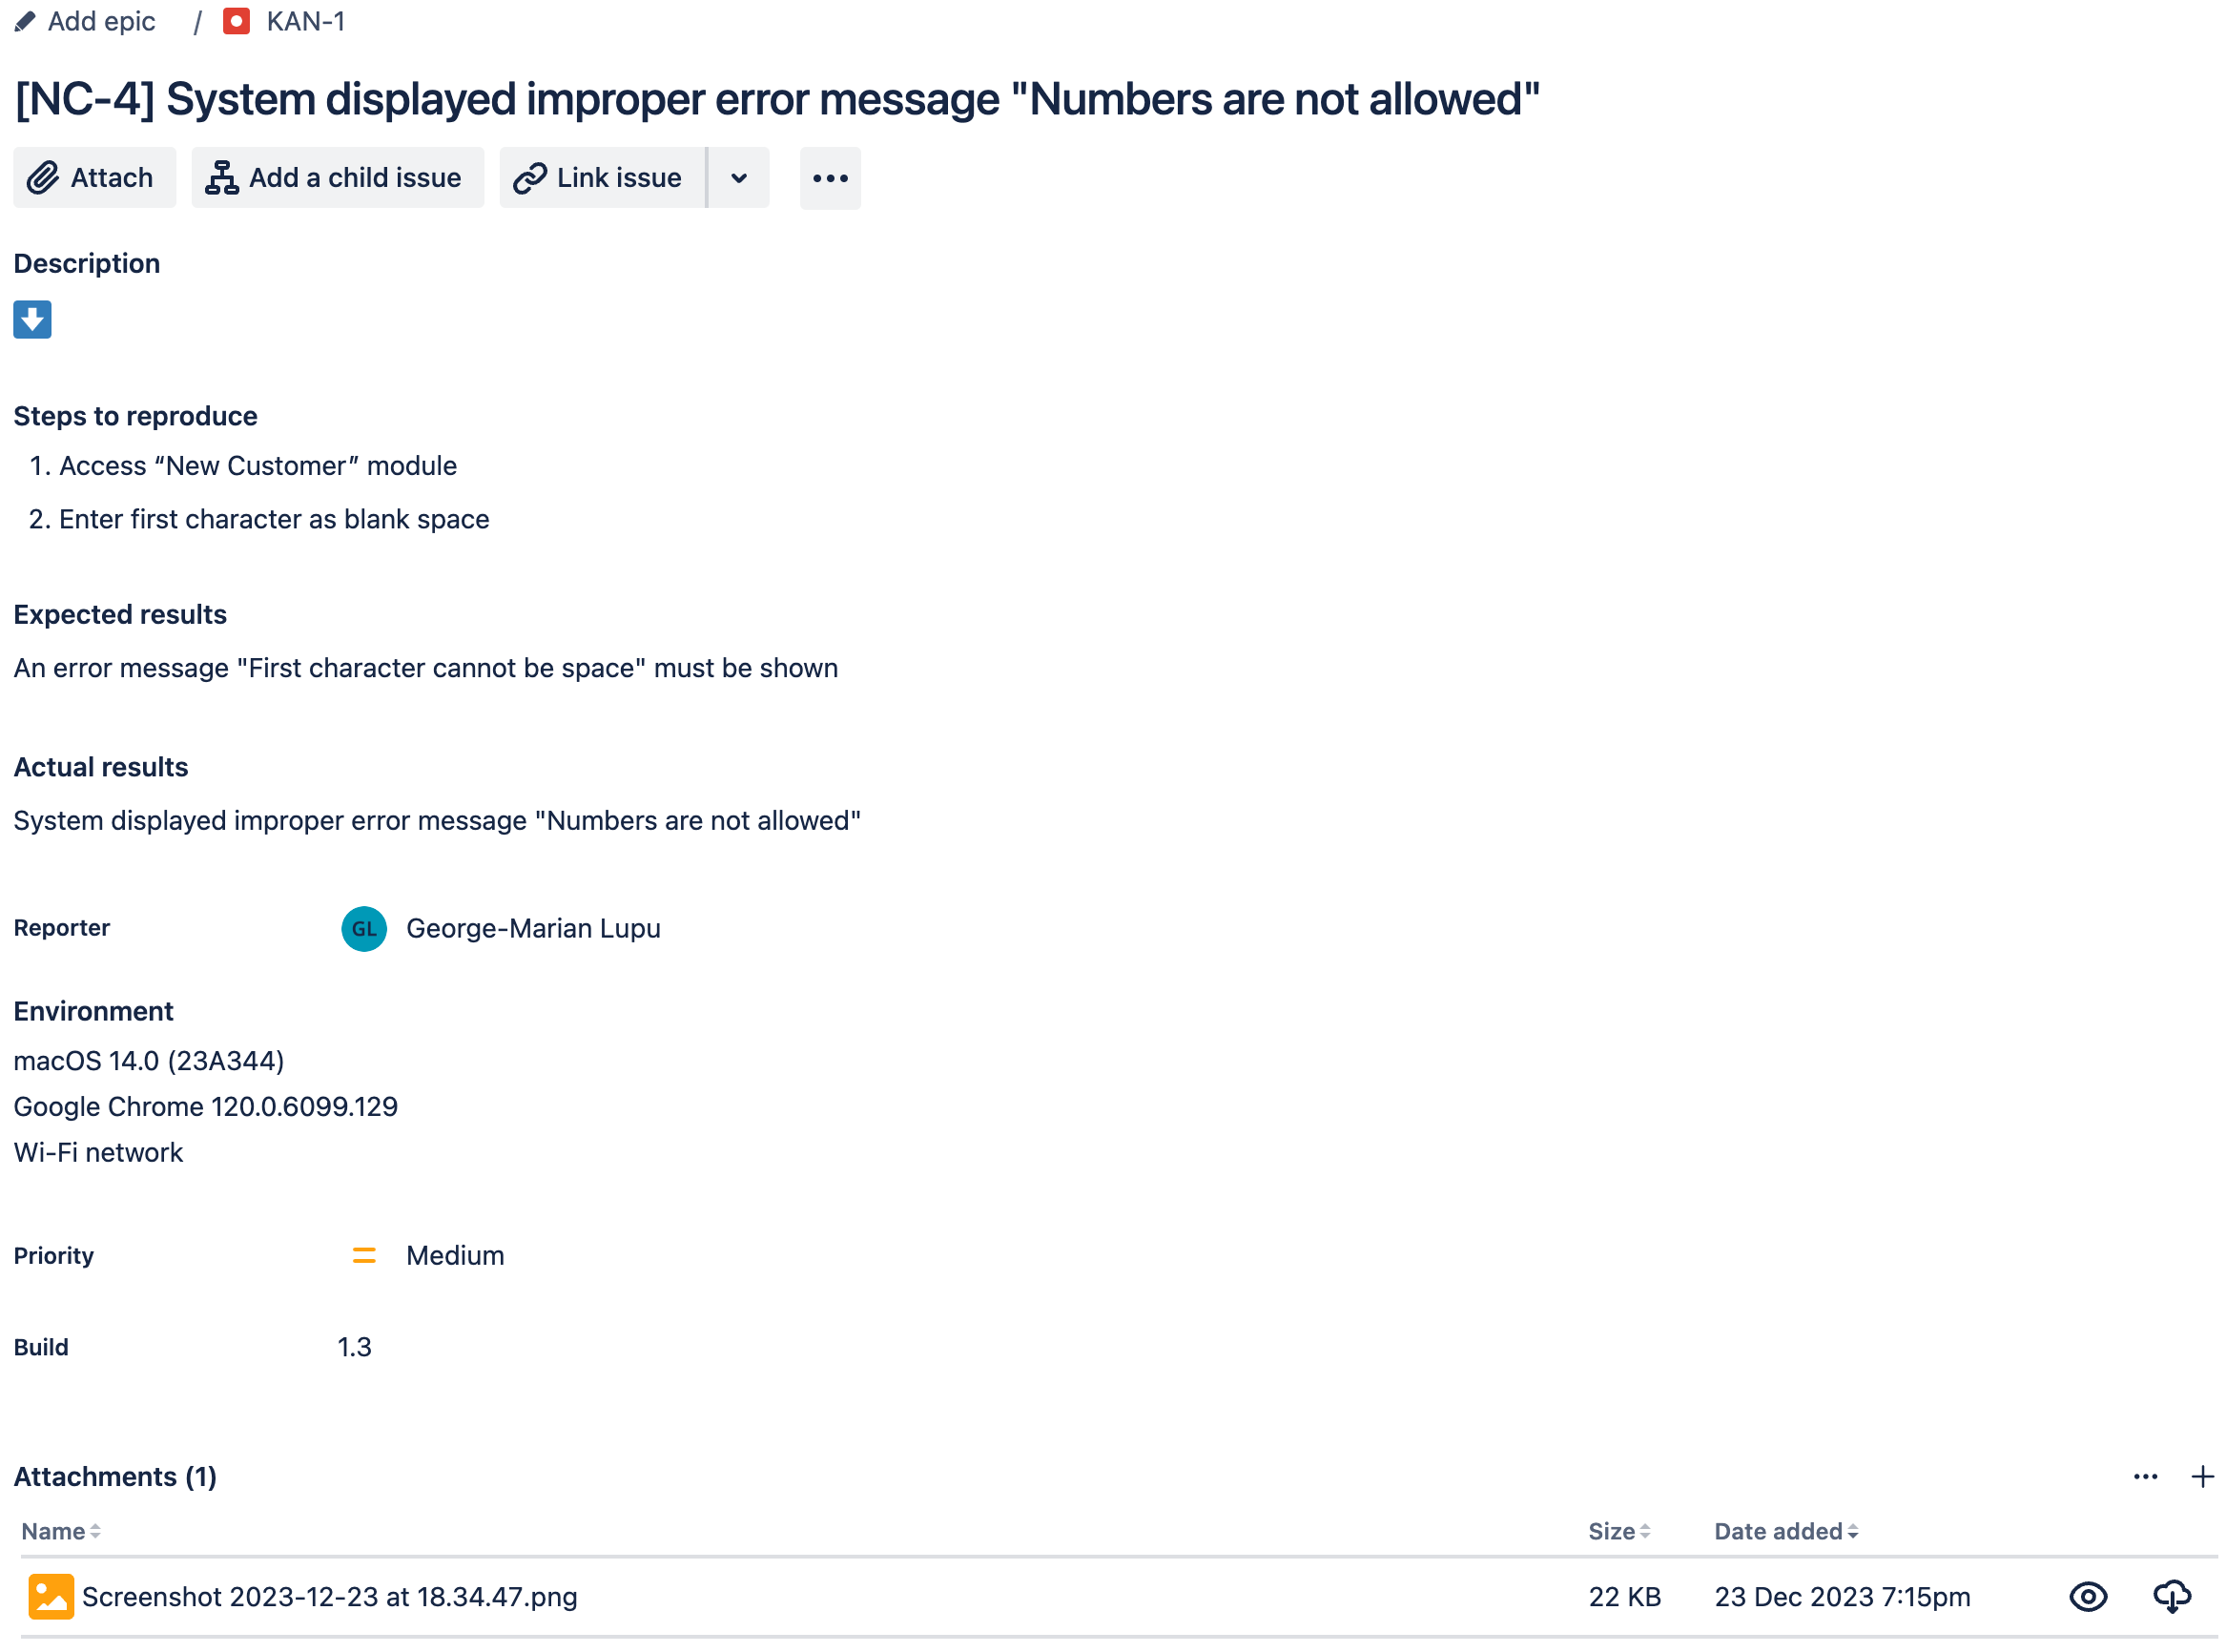 Add epic / KAN-1
[NC-4] System displayed improper error message "Numbers are not allowed"
Attach Add a child issue Link issue
Description
Steps to reproduce
1. Access “New Customer” module
2. Enter first character as blank space
Expected results
An error message "First character cannot be space" must be shown
Actual results
System displayed improper error message "Numbers are not allowed"
Reporter GL George-Marian Lupu
Environment
macOS 14.0 (23A344)
Google Chrome 120.0.6099.129
Wi-Fi network
Priority Medium
Build 1.3
Attachments (1)
Name Size Date added
Screenshot 2023-12-23 at 18.34.47.png 22 KB 23 Dec 2023 7:15pm